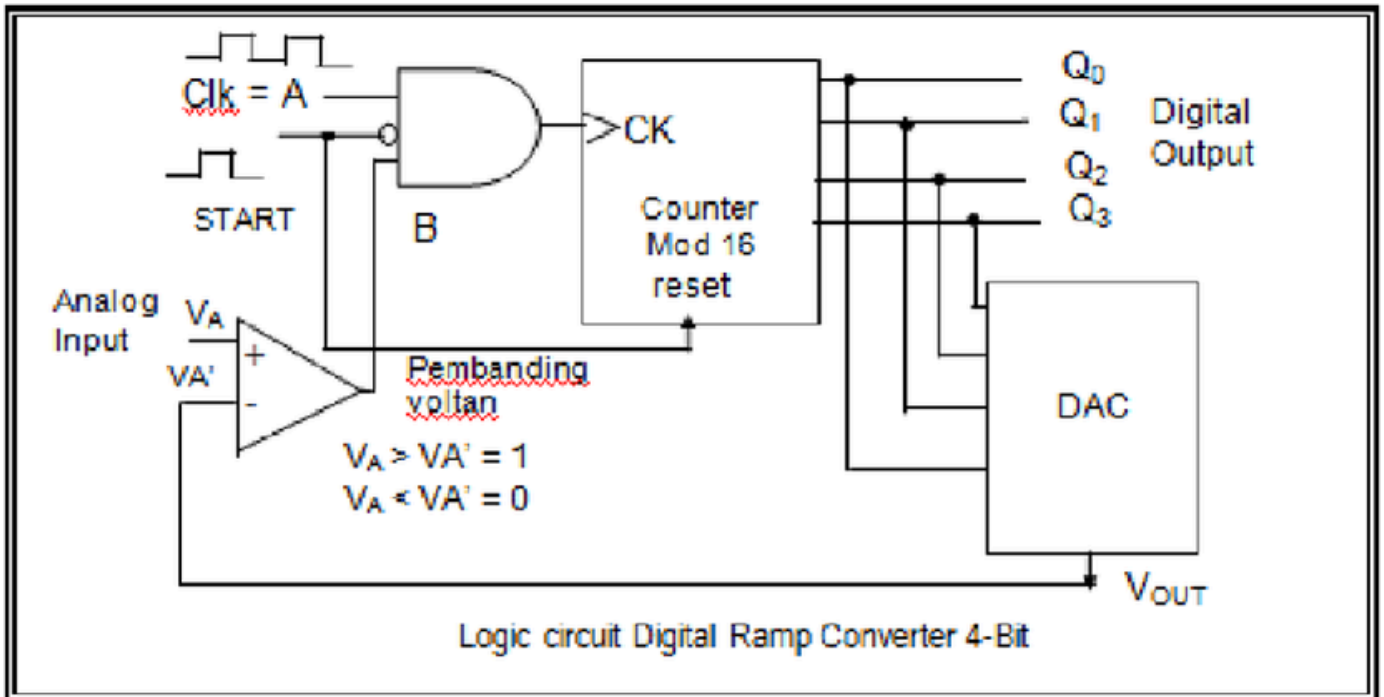 Clk = A
START
B
CK
Counter
Mod 16
reset
Q0
Q1
Q2
Q3
Digital
Output
Analog
Input
VA
VA'
+
-
Pembanding
voltan
VA > VA' = 1
VA < VA' = 0
DAC
VOUT
Logic circuit Digital Ramp Converter 4-Bit